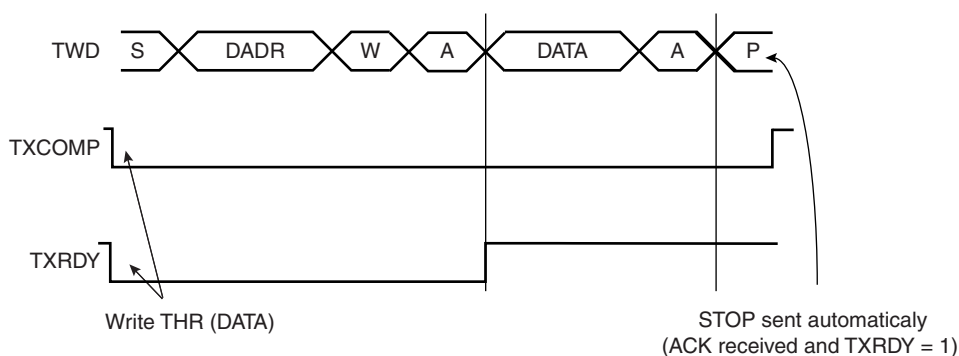 TWD S DADR W A DATA A P
TXCOMP
TXRDY
Write THR (DATA)
STOP sent automaticaly
(ACK received and TXRDY = 1)